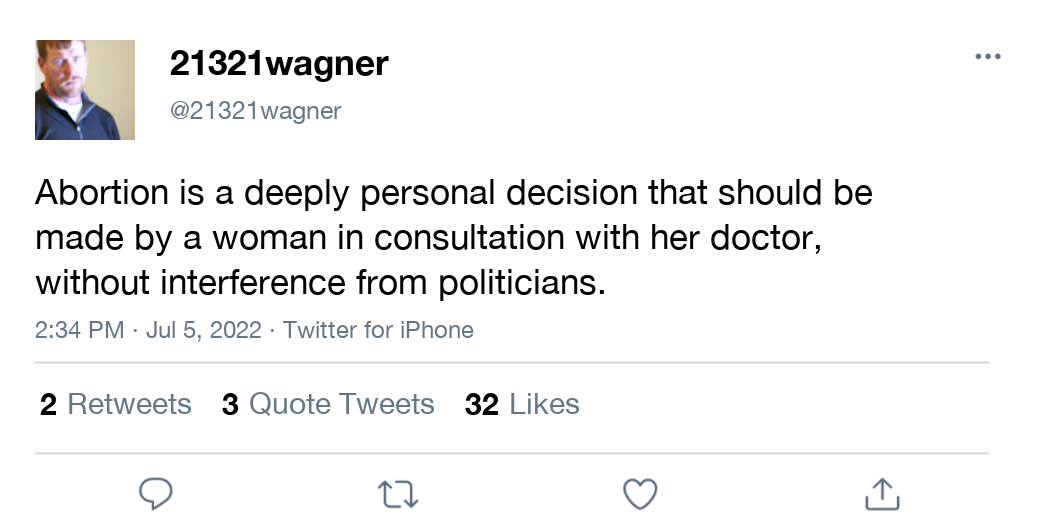 21321wagner
@21321wagner
Abortion is a deeply personal decision that should be
made by a woman in consultation with her doctor,
without interference from politicians.
2:34 PM · Jul 5, 2022 · Twitter for iPhone
2 Retweets 3 Quote Tweets 32 Likes